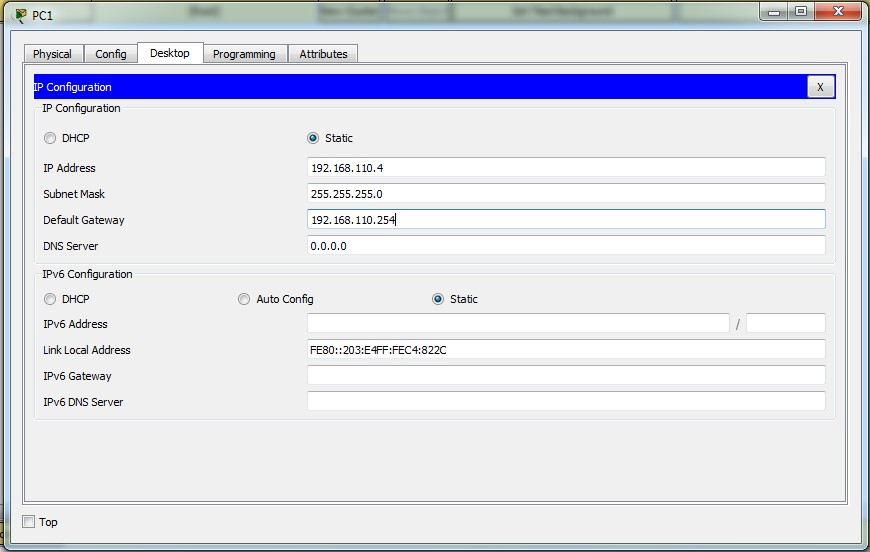 PC1
Physical Config Desktop Programming Attributes
IP Configuration X
IP Configuration
DHCP Static
IP Address 192.168.110.4
Subnet Mask 255.255.255.0
Default Gateway 192.168.110.254
DNS Server 0.0.0.0
IPv6 Configuration
DHCP Auto Config Static
IPv6 Address /
Link Local Address FE80::203:E4FF:FEC4:822C
IPv6 Gateway
IPv6 DNS Server
Top